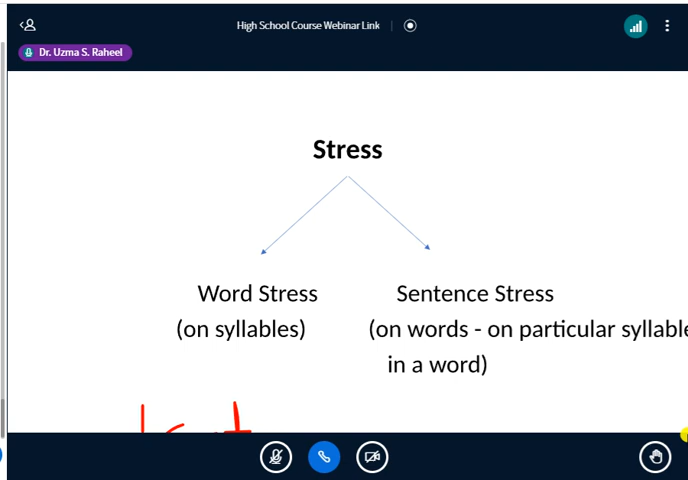 High School Course Webinar Link
Dr. Uzma S. Raheel
Stress
Word Stress
(on syllables)
Sentence Stress
(on words - on particular syllable
in a word)